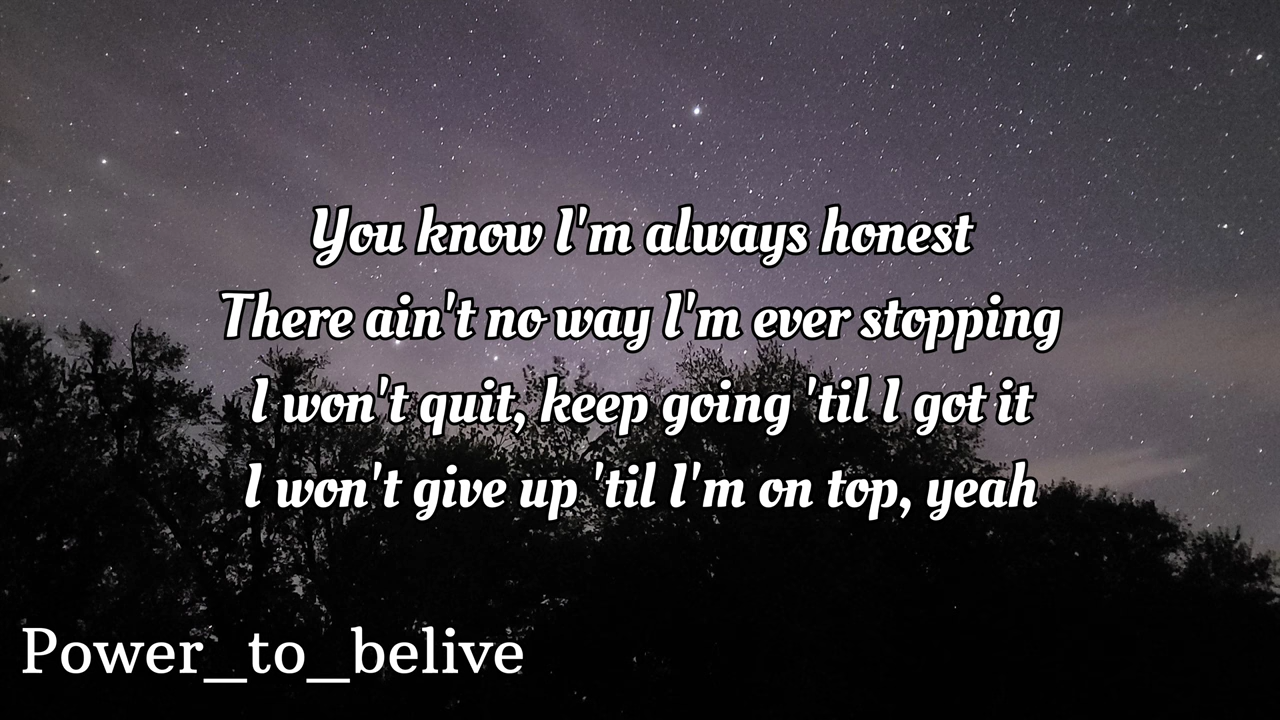 You know I'm always honest
There ain't no way I'm ever stopping
I won't quit, keep going 'til I got it
I won't give up 'til I'm on top, yeah
Power_to_belive